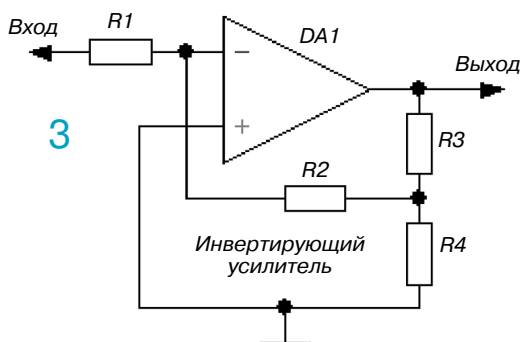 Вход
R1
DA1
Выход
−
+
3
R3
R2
Инвертирующий
усилитель
R4